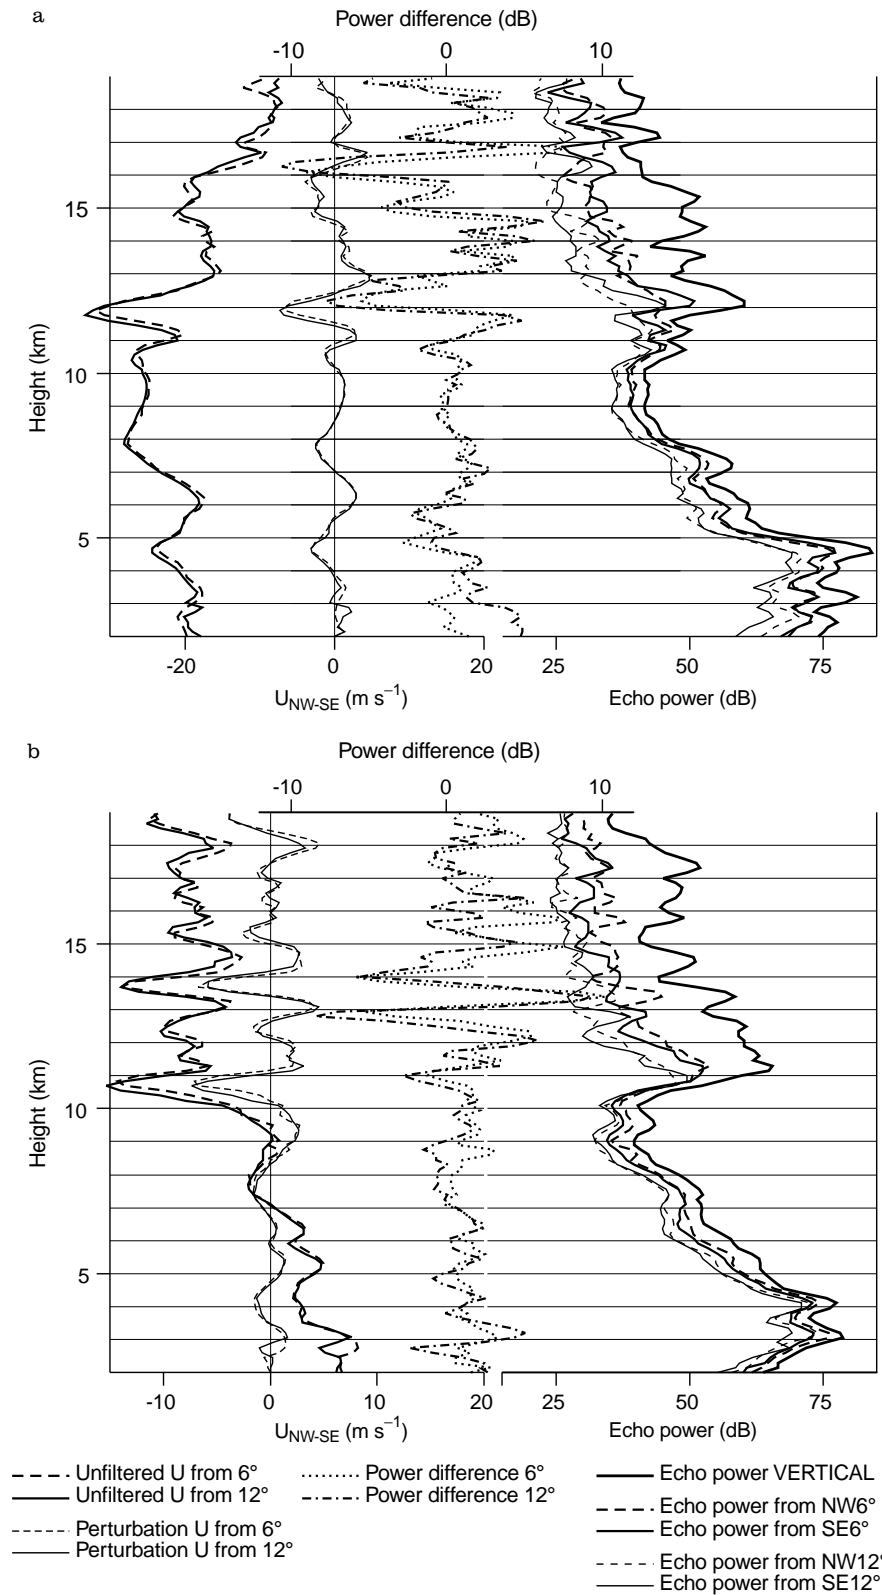 a
Power difference (dB)
-10 0 10
15
10
5
Height (km)
-20 0 20 25 50 75
U_NW-SE (m s⁻¹) Echo power (dB)
b
Power difference (dB)
-10 0 10
15
10
5
Height (km)
-10 0 10 20 25 50 75
U_NW-SE (m s⁻¹) Echo power (dB)
Unfiltered U from 6°
Unfiltered U from 12°
Perturbation U from 6°
Perturbation U from 12°
Power difference 6°
Power difference 12°
Echo power VERTICAL
Echo power from NW6°
Echo power from SE6°
Echo power from NW12°
Echo power from SE12°